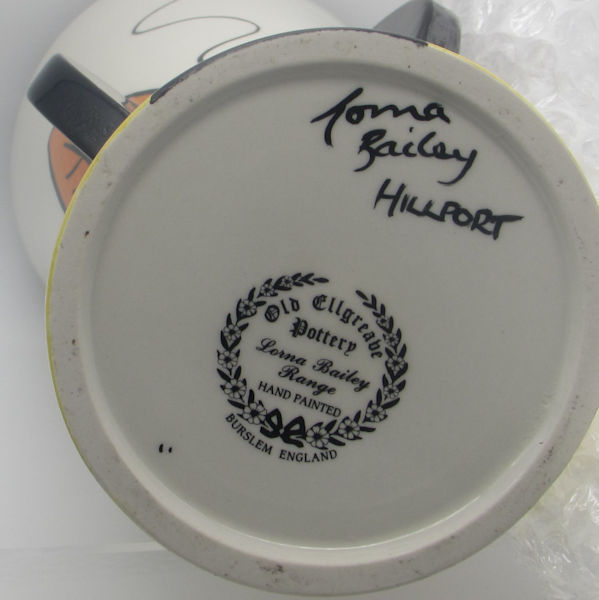 Lorna
Bailey
HILLPORT
Old Ellgreave
Pottery
Lorna Bailey
Range
HAND PAINTED
BURSLEM ENGLAND